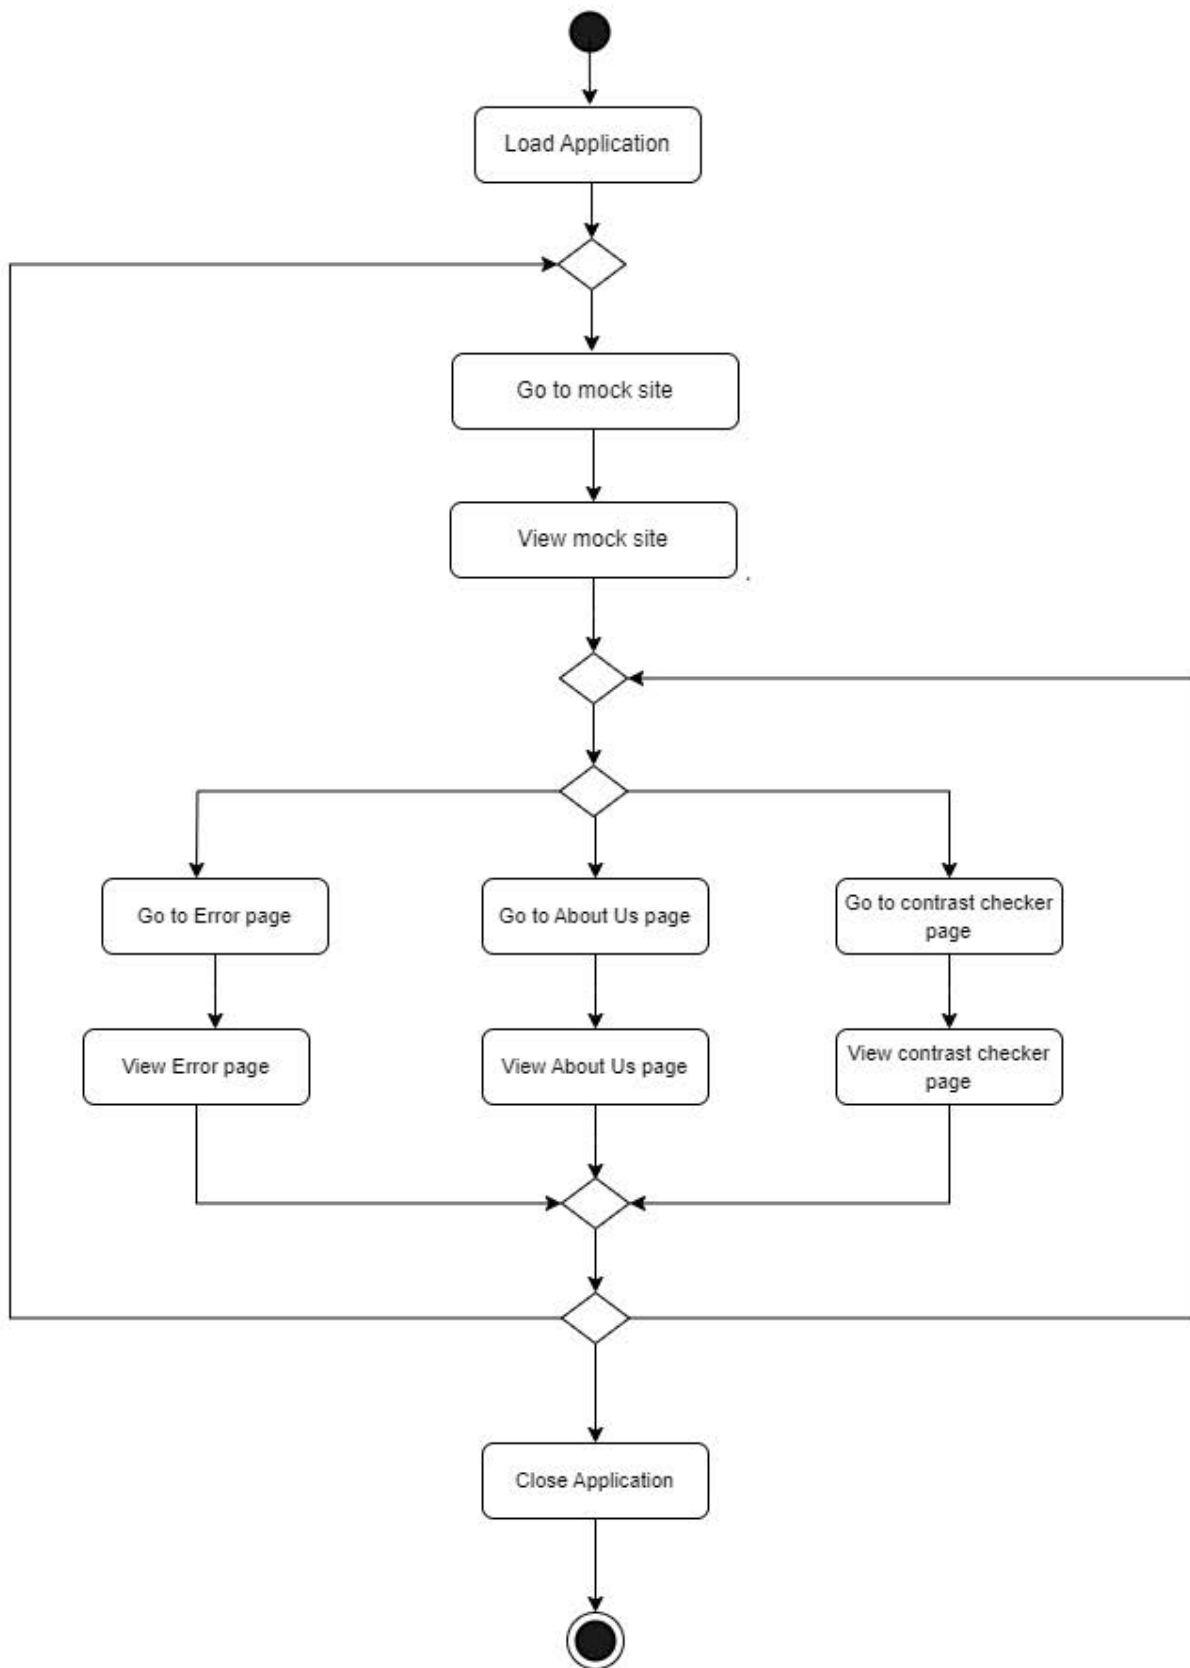 Load Application
Go to mock site
View mock site
.
Go to Error page
Go to About Us page
Go to contrast checker
page
View Error page
View About Us page
View contrast checker
page
Close Application